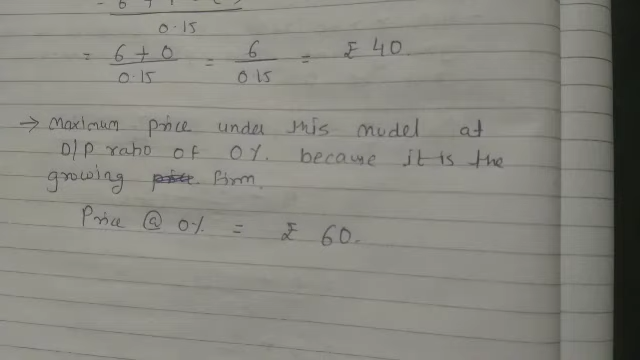 0.15
= 6 + 0 / 0.15 = 6 / 0.15 = ₹ 40.
→ Maximum price under this model at
D/P ratio of 0%. because it is the
growing firm.
Price @ 0% = ₹ 60.